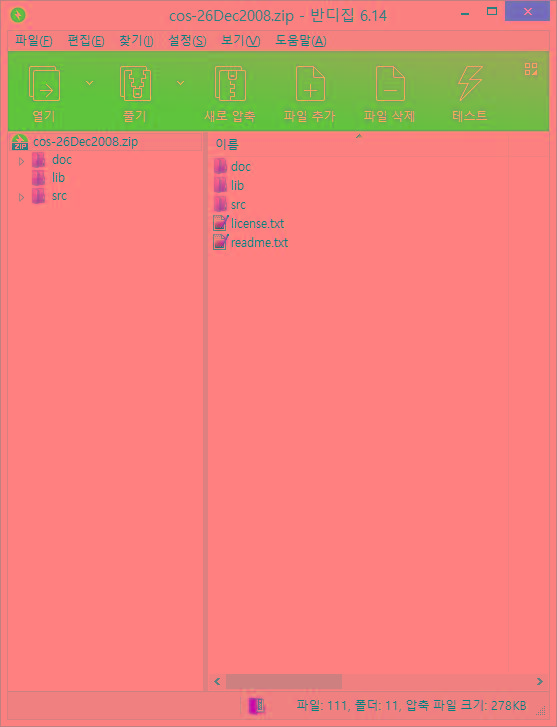 cos-26Dec2008.zip - 반디집 6.14
파일(F) 편집(E) 찾기(I) 설정(S) 보기(V) 도움말(A)
열기 풀기 새로 압축 파일 추가 파일 삭제 테스트
ZIP cos-26Dec2008.zip
doc
lib
src
이름
doc
lib
src
license.txt
readme.txt
파일: 111, 폴더: 11, 압축 파일 크기: 278KB